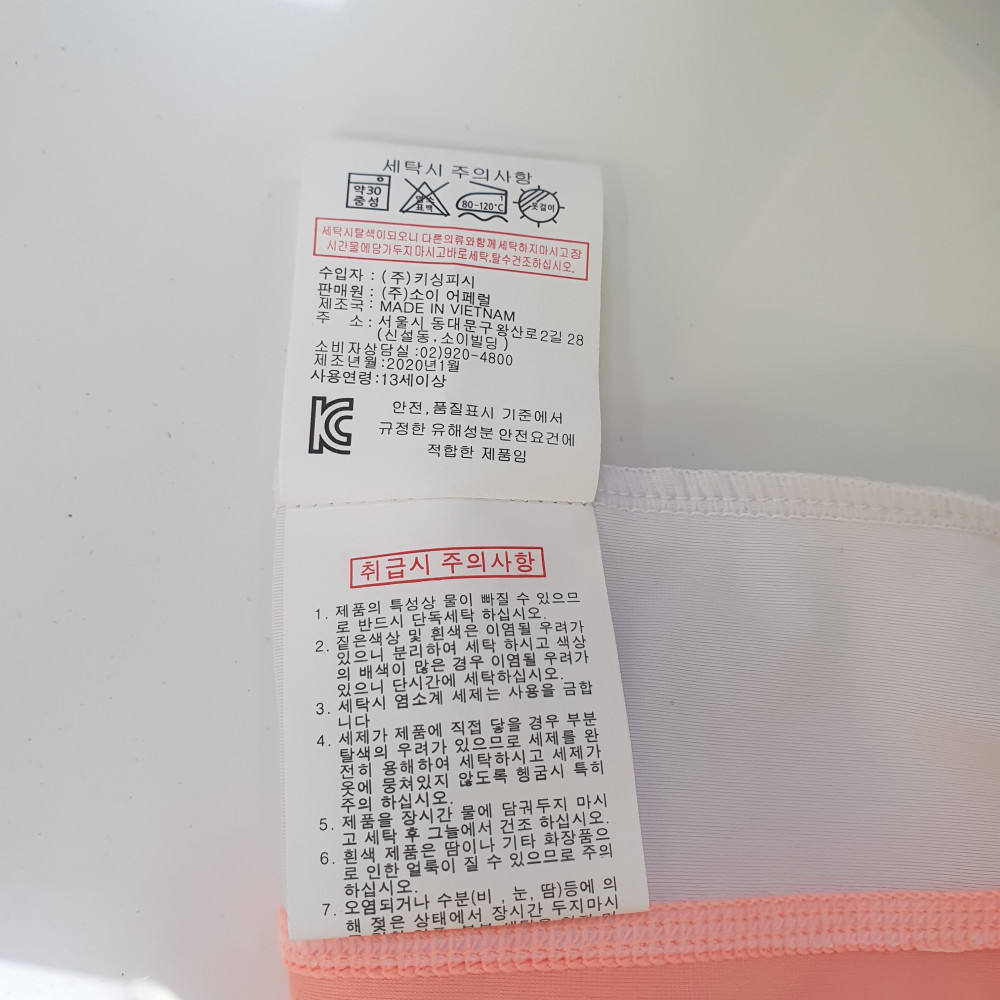 세탁시 주의사항
약30
중성
염소
표백
80-120°C
옷걸이
세탁시탈색이되오니 다른의류와함께세탁하지마시고장
시간물에담가두지마시고바로세탁,탈수건조하십시오.
수입자 : (주)키싱피시
판매원 : (주)소이 어페럴
제조국 : MADE IN VIETNAM
주 소 : 서울시 동대문구왕산로2길 28
(신설동,소이빌딩)
소비자상담실 :02)920-4800
제조년월 :2020년1월
사용연령:13세이상
안전,품질표시 기준에서
규정한 유해성분 안전요건에
적합한 제품임
취급시 주의사항
1. 제품의 특성상 물이 빠질 수 있으므
로 반드시 단독세탁 하십시오.
2. 짙은색상 및 흰색은 이염될 우려가
있으니 분리하여 세탁 하시고 색상
의 배색이 많은 경우 이염될 우려가
있으니 단시간에 세탁하십시오.
3. 세탁시 염소계 세제는 사용을 금합
니다
4. 세제가 제품에 직접 닿을 경우 부분
탈색의 우려가 있으므로 세제를 완
전히 용해하여 세탁하시고 세제가
옷에 뭉쳐있지 않도록 헹굼시 특히
주의 하십시오.
5. 제품을 장시간 물에 담궈두지 마시
고 세탁 후 그늘에서 건조 하십시오.
6. 흰색 제품은 땀이나 기타 화장품으
로 인한 얼룩이 질 수 있으므로 주의
하십시오.
7. 오염되거나 수분(비 , 눈, 땀)등에 의
해 젖은 상태에서 장시간 두지마시